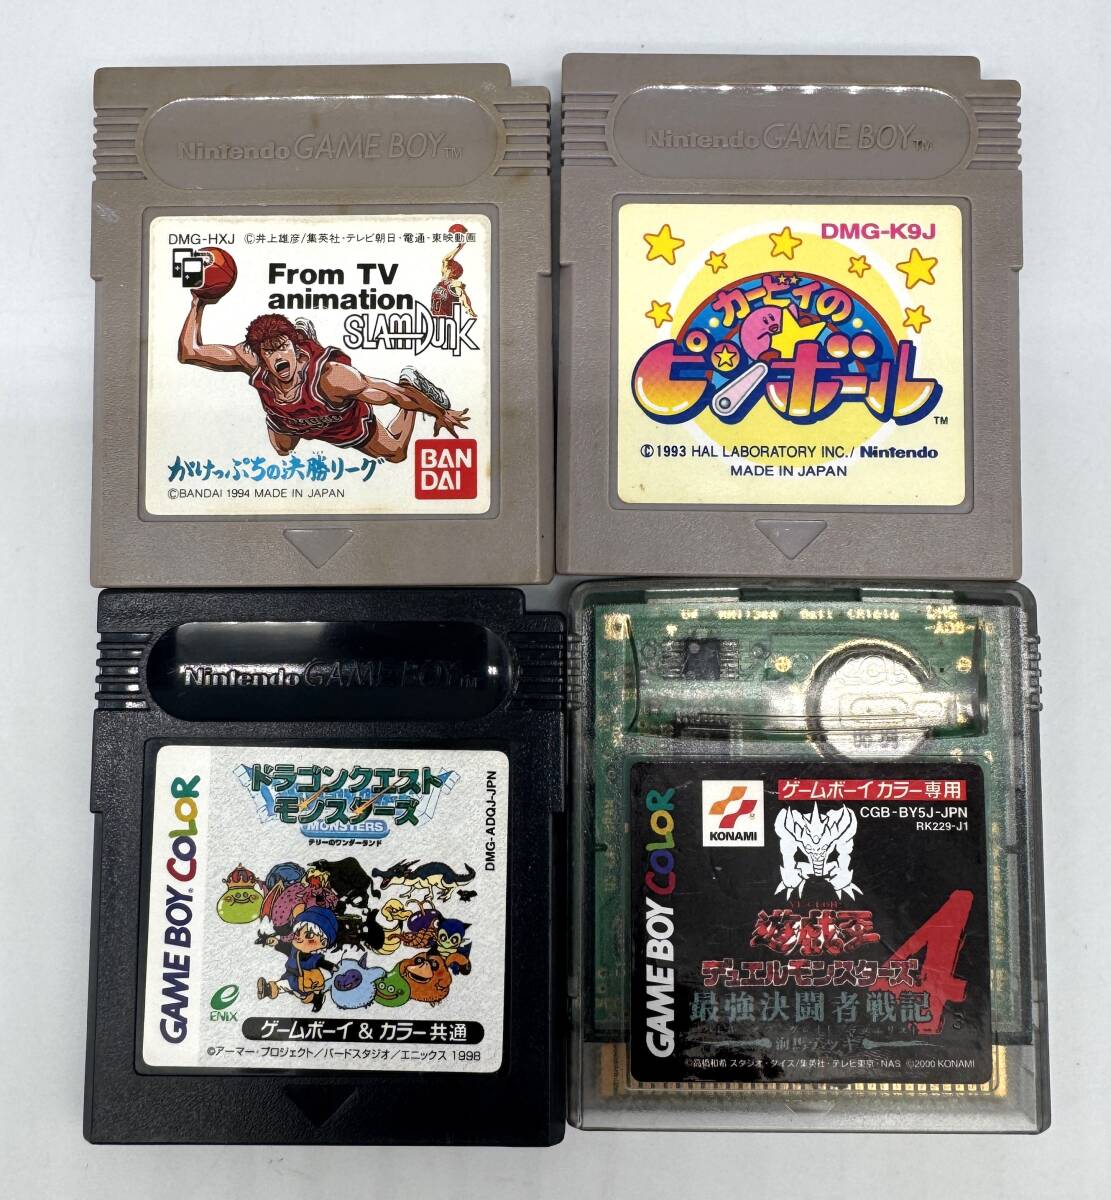 Nintendo GAME BOY TM
DMG-HXJ ©井上雄彦/集英社・テレビ朝日・電通・東映動画
From TV
animation
SLAM DUNK
がけっぷちの決勝リーグ
BAN
DAI
©BANDAI 1994 MADE IN JAPAN
Nintendo GAME BOY TM
DMG-K9J
カービィの
ピンボール
TM
©1993 HAL LABORATORY INC./Nintendo
MADE IN JAPAN
Nintendo GAME BOY TM
GAME BOY COLOR
ドラゴンクエスト
モンスターズ
MONSTERS
テリーのワンダーランド
DMG-ADQJ-JPN
ENIX
ゲームボーイ & カラー共通
©アーマー・プロジェクト/バードスタジオ/エニックス 1998
GAME BOY COLOR
KONAMI
ゲームボーイカラー専用
CGB-BY5J-JPN
RK229-J1
遊戯王
デュエルモンスターズ
4
最強決闘者戦記
海馬デッキ
©高橋和希 スタジオ・ダイス/集英社・テレビ東京・NAS ©2000 KONAMI